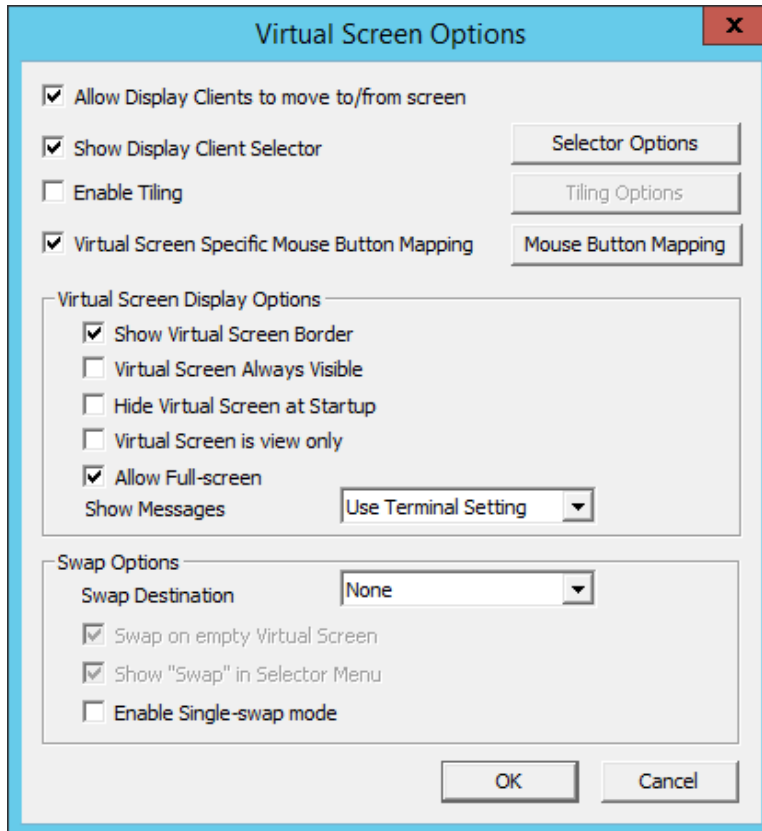 Virtual Screen Options
x
Allow Display Clients to move to/from screen
Show Display Client Selector
Selector Options
Enable Tiling
Tiling Options
Virtual Screen Specific Mouse Button Mapping
Mouse Button Mapping
Virtual Screen Display Options
Show Virtual Screen Border
Virtual Screen Always Visible
Hide Virtual Screen at Startup
Virtual Screen is view only
Allow Full-screen
Show Messages
Use Terminal Setting
Swap Options
Swap Destination
None
Swap on empty Virtual Screen
Show "Swap" in Selector Menu
Enable Single-swap mode
OK
Cancel